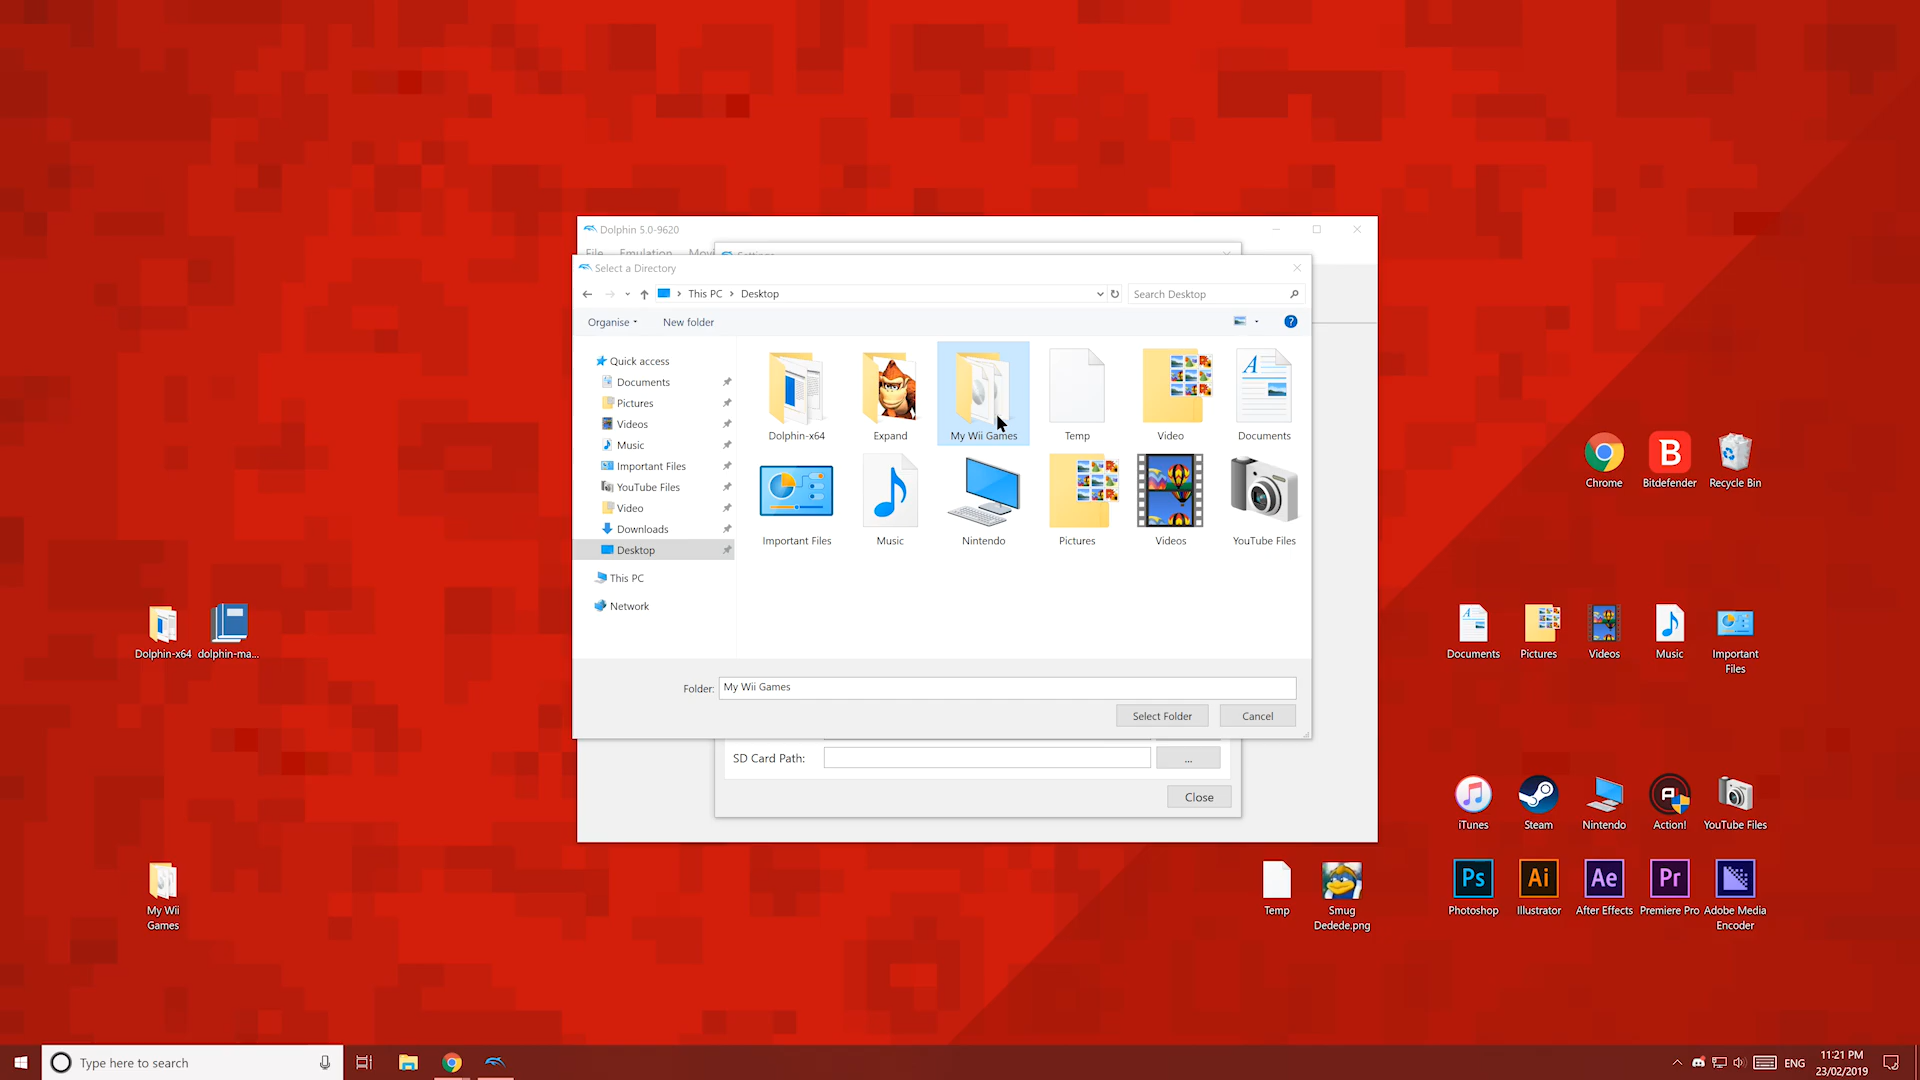 Dolphin 5.0-9620
File Emulation Movi
Settings
Select a Directory
This PC Desktop
Search Desktop
Organise
New folder
?
Quick access
Documents
Pictures
Videos
Music
Important Files
YouTube Files
Video
Downloads
Desktop
This PC
Network
Dolphin-x64
Expand
My Wii Games
Temp
Video
Documents
Important Files
Music
Nintendo
Pictures
Videos
YouTube Files
Folder: My Wii Games
Select Folder
Cancel
SD Card Path:
...
Close
Dolphin-x64
dolphin-ma...
My Wii
Games
Chrome
B
Bitdefender
Recycle Bin
Documents
Pictures
Videos
Music
Important
Files
iTunes
Steam
Nintendo
Action!
YouTube Files
Temp
Smug
Dedede.png
Ps
Photoshop
Ai
Illustrator
Ae
After Effects
Pr
Premiere Pro
Adobe Media
Encoder
Type here to search
ENG
11:21 PM
23/02/2019